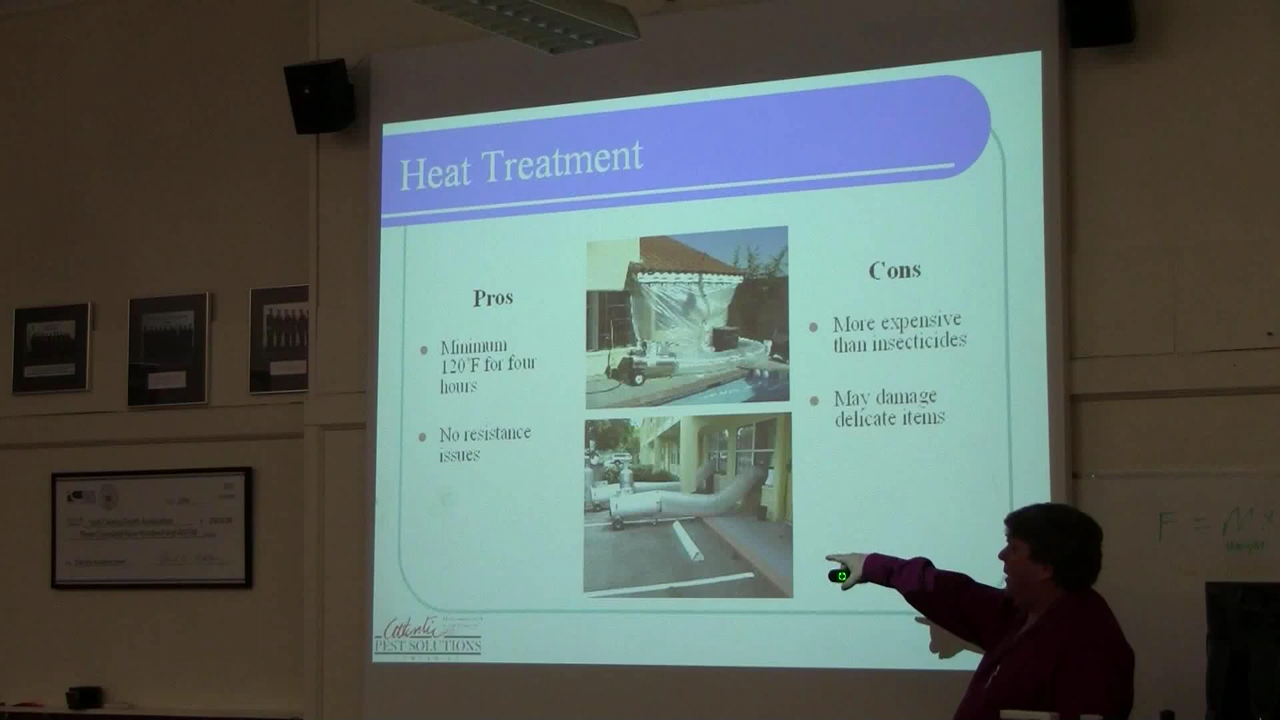 Heat Treatment
Pros
Minimum
120°F for four
hours
No resistance
issues
Cons
More expensive
than insecticides
May damage
delicate items
Atlantic
PEST SOLUTIONS
F = M